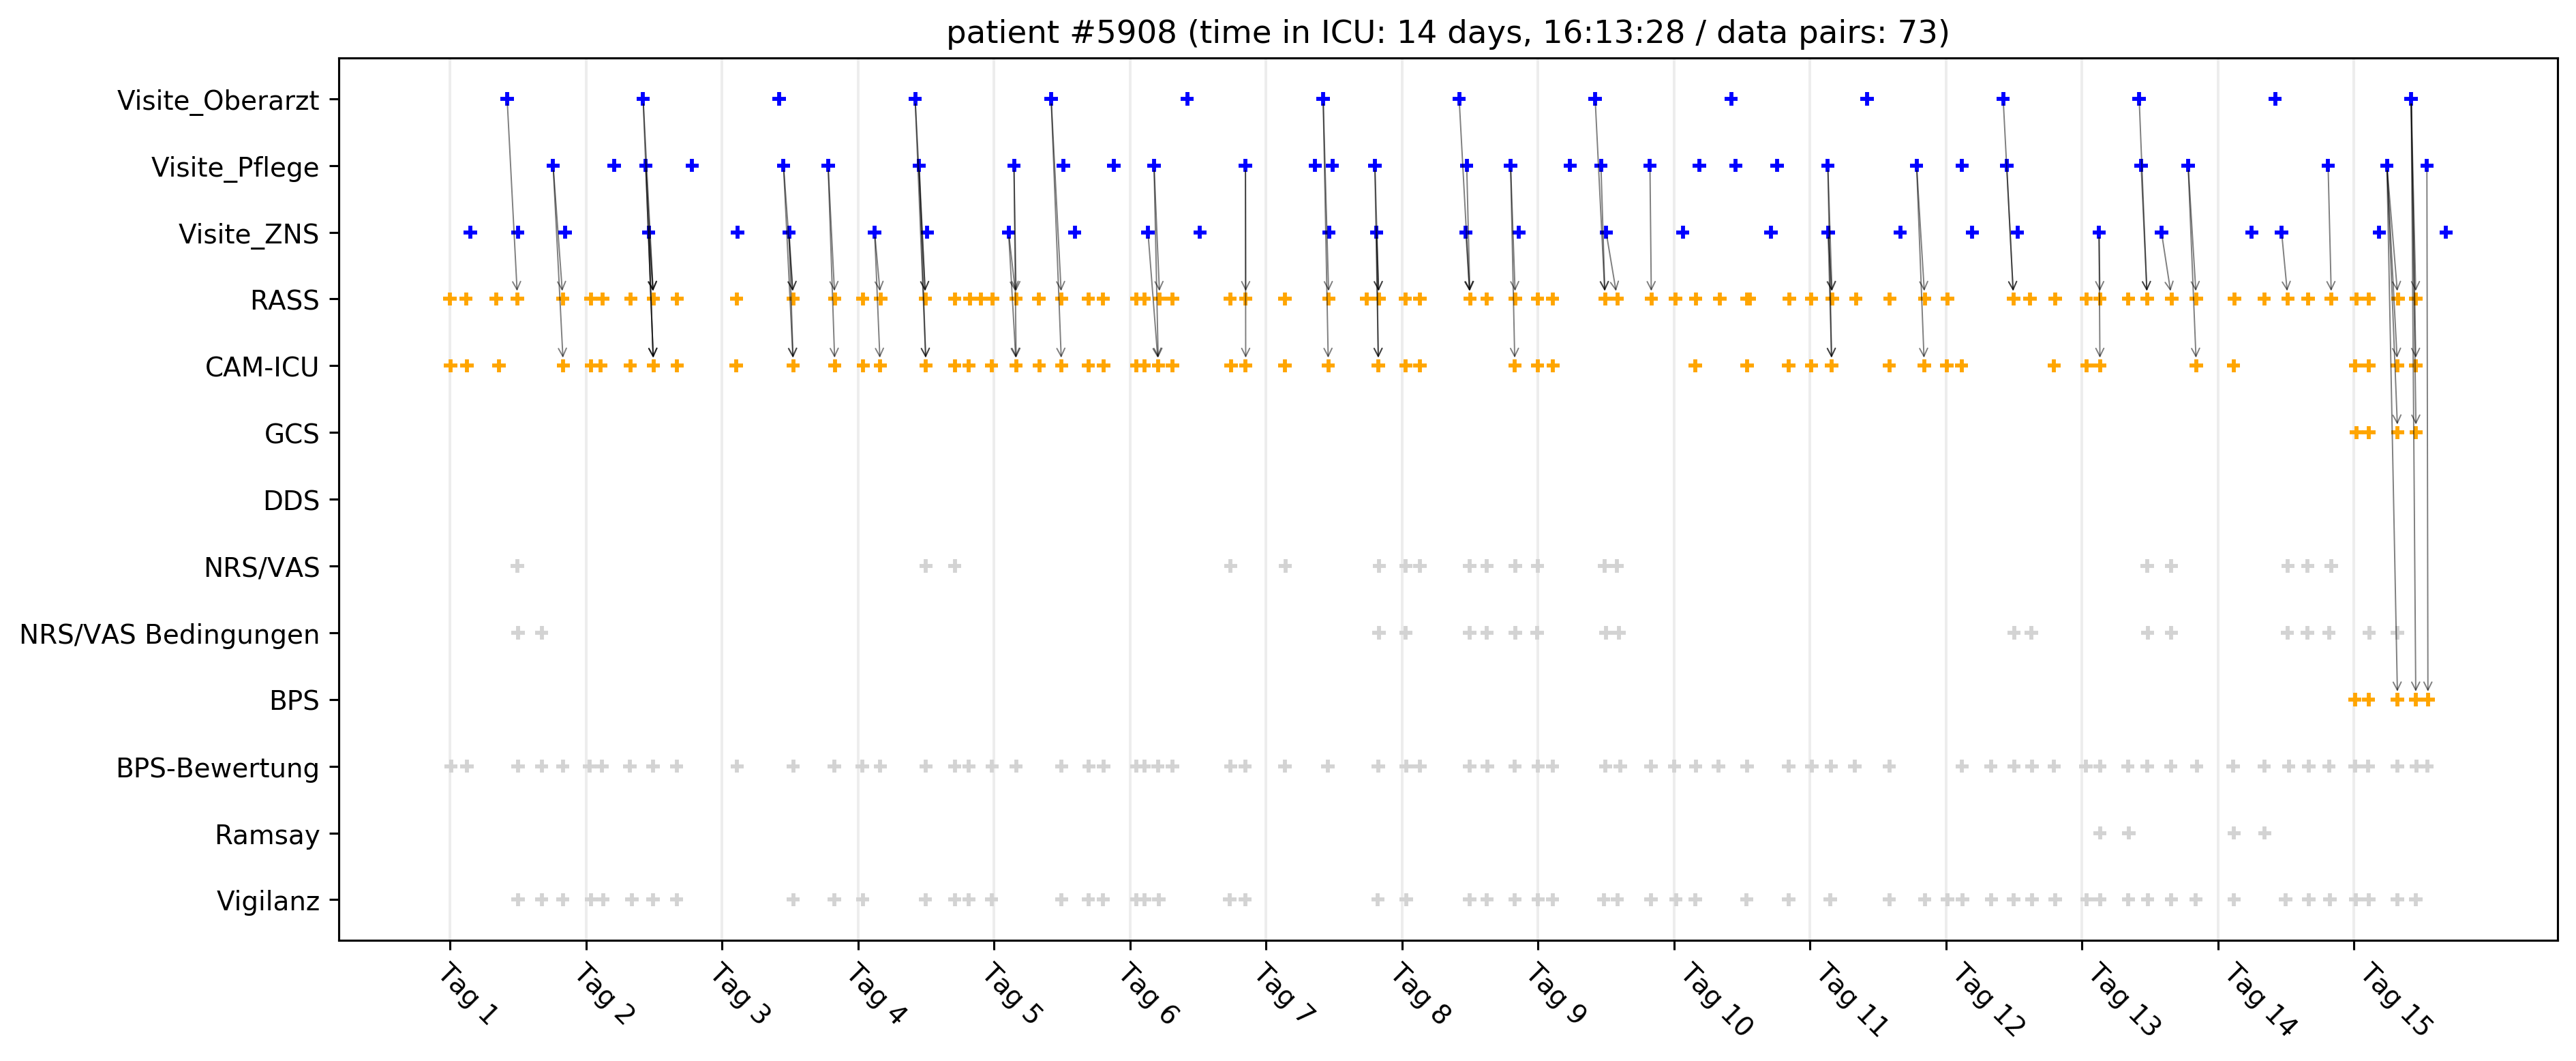 patient #5908 (time in ICU: 14 days, 16:13:28 / data pairs: 73)
Visite_Oberarzt
Visite_Pflege
Visite_ZNS
RASS
CAM-ICU
GCS
DDS
NRS/VAS
NRS/VAS Bedingungen
BPS
BPS-Bewertung
Ramsay
Vigilanz
Tag 1
Tag 2
Tag 3
Tag 4
Tag 5
Tag 6
Tag 7
Tag 8
Tag 9
Tag 10
Tag 11
Tag 12
Tag 13
Tag 14
Tag 15